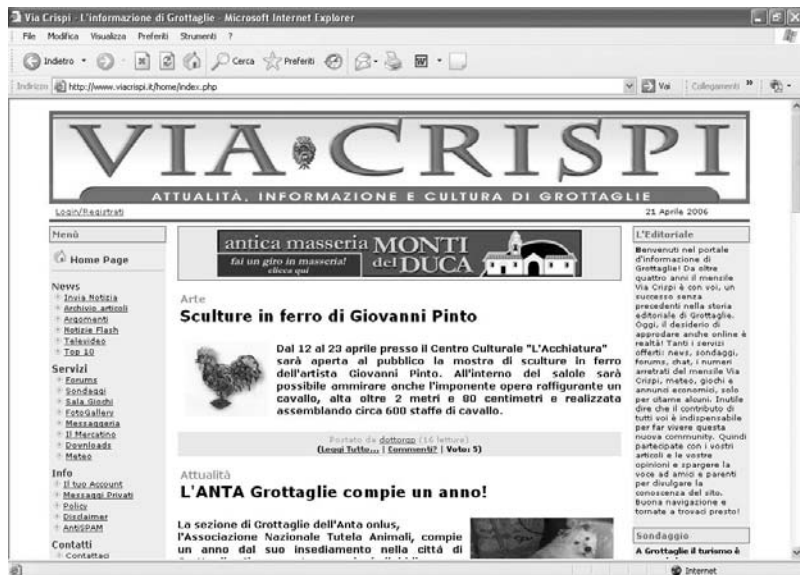 Via Crispi - L'informazione di Grottaglie - Microsoft Internet Explorer
File Modifica Visualizza Preferiti Strumenti ?
Indietro Cerca Preferiti
Indirizzo http://www.viacrispi.it/home/index.php Vai Collegamenti »
VIA CRISPI
ATTUALITÀ, INFORMAZIONE E CULTURA DI GROTTAGLIE
Login/Registrati 21 Aprile 2006
Menù
Home Page
News
Invia Notizia
Archivio articoli
Argomenti
Notizie Flash
Televideo
Top 10
Servizi
Forums
Sondaggi
Sala Giochi
FotoGallery
Messaggeria
Il Mercatino
Downloads
Meteo
Info
Il tuo Account
Messaggi Privati
Policy
Disclaimer
AntiSPAM
Contatti
Contattaci
antica masseria MONTI
fai un giro in masseria! del DUCA
clicca qui
Arte
Sculture in ferro di Giovanni Pinto
Dal 12 al 23 aprile presso il Centro Culturale "L'Acchiatura"
sarà aperta al pubblico la mostra di sculture in ferro
dell'artista Giovanni Pinto. All'interno del salole sarà
possibile ammirare anche l'imponente opera raffigurante un
cavallo, alta oltre 2 metri e 80 centimetri e realizzata
assemblando circa 600 staffe di cavallo.
Postato da dottorgp (16 letture)
(Leggi Tutto... | Commenti? | Voto: 5)
Attualità
L'ANTA Grottaglie compie un anno!
La sezione di Grottaglie dell'Anta onlus,
l'Associazione Nazionale Tutela Animali, compie
un anno dal suo insediamento nella città di
L'Editoriale
Benvenuti nel portale
d'informazione di
Grottaglie! Da oltre
quattro anni il mensile
Via Crispi è con voi, un
successo senza
precedenti nella storia
editoriale di Grottaglie.
Oggi, il desiderio di
approdare anche online è
realtà! Tanti i servizi
offerti: news, sondaggi,
forums, chat, i numeri
arretrati del mensile Via
Crispi, meteo, giochi e
annunci economici, solo
per citarne alcuni. Inutile
dire che il contributo di
tutti voi è indispensabile
per far vivere questa
nuova community. Quindi
partecipate con i vostri
articoli e le vostre
opinioni e spargere la
voce ad amici e parenti
per divulgare la
conoscenza del sito.
Buona navigazione e
tornate a trovaci presto!
Sondaggio
A Grottaglie il turismo è
Internet